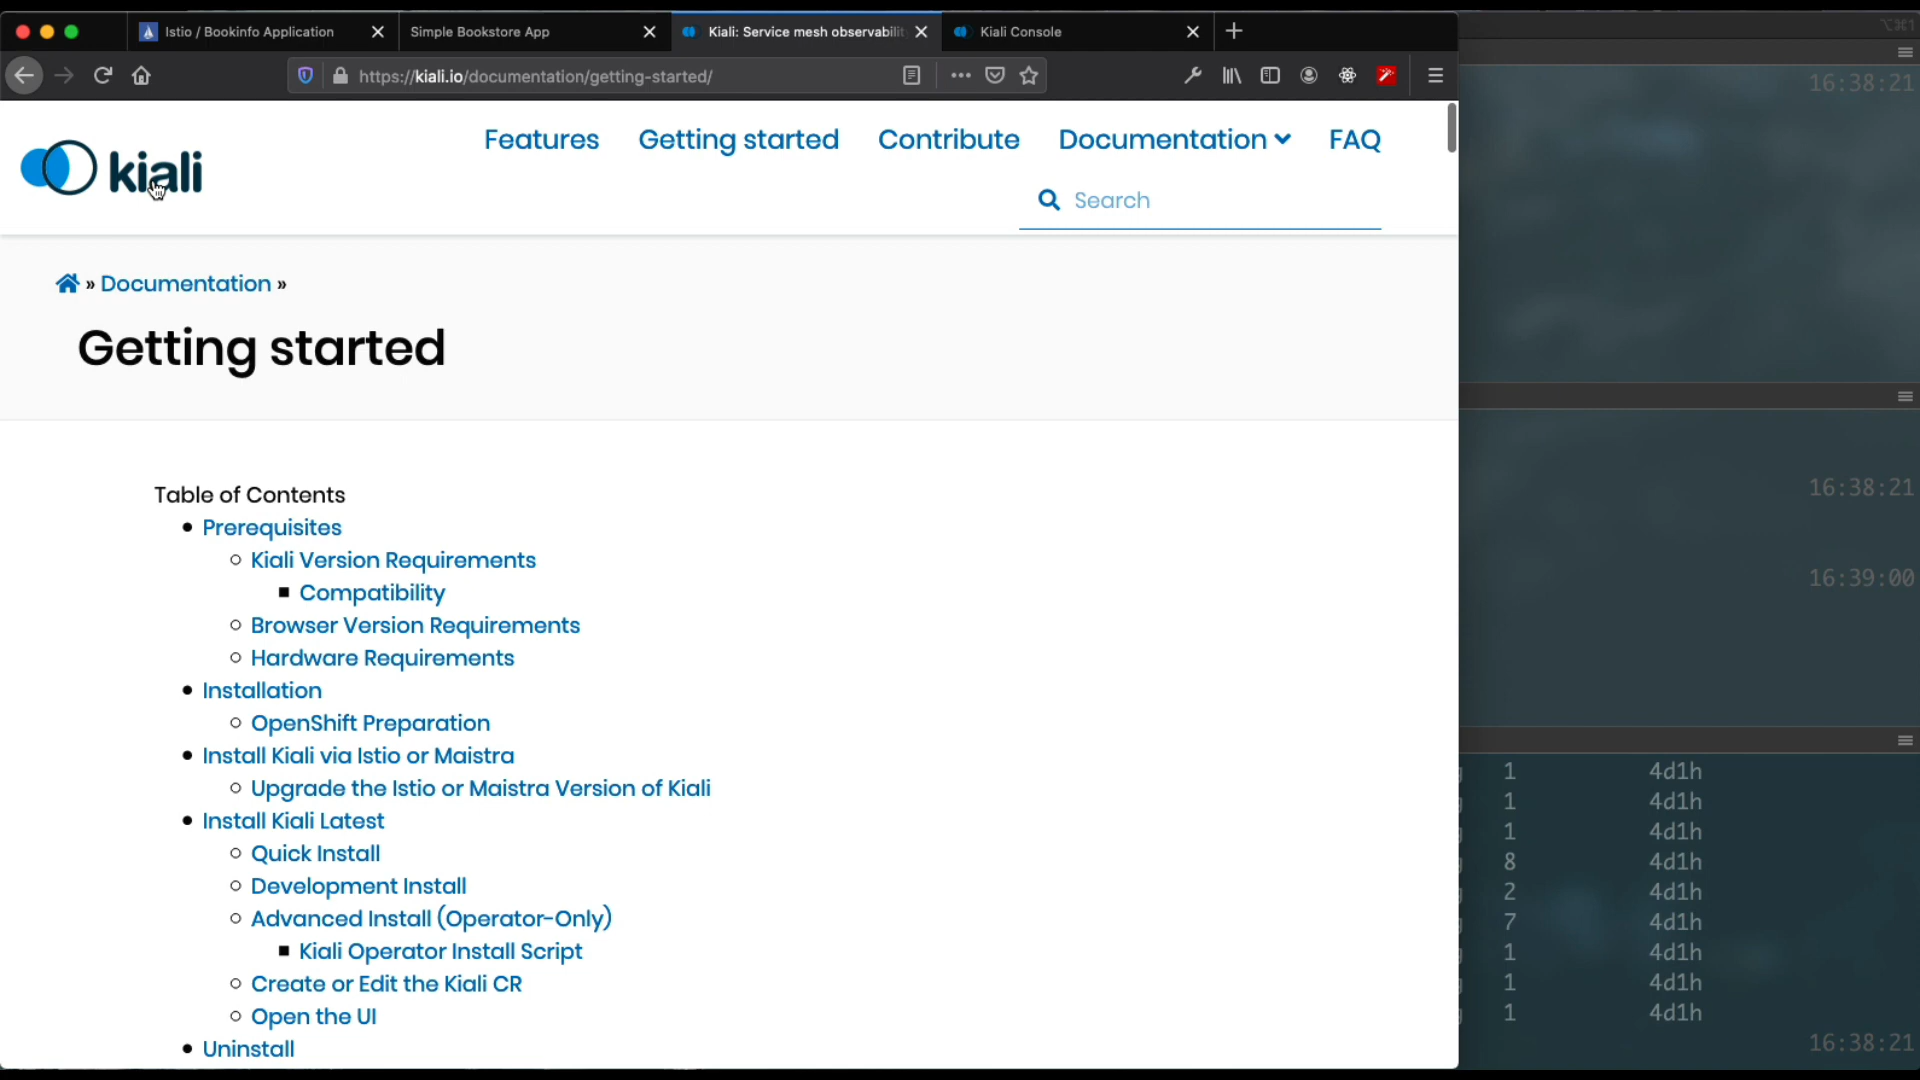 Istio / Bookinfo Application
Simple Bookstore App
Kiali: Service mesh observabilit
Kiali Console
https://kiali.io/documentation/getting-started/
⌥⌘1
16:38:21
kiali
Features
Getting started
Contribute
Documentation
FAQ
Search
» Documentation »
Getting started
Table of Contents
Prerequisites
Kiali Version Requirements
Compatibility
Browser Version Requirements
Hardware Requirements
Installation
OpenShift Preparation
Install Kiali via Istio or Maistra
Upgrade the Istio or Maistra Version of Kiali
Install Kiali Latest
Quick Install
Development Install
Advanced Install (Operator-Only)
Kiali Operator Install Script
Create or Edit the Kiali CR
Open the UI
Uninstall
16:38:21
16:39:00
g 1 4d1h
g 1 4d1h
g 1 4d1h
g 8 4d1h
g 2 4d1h
g 7 4d1h
g 1 4d1h
g 1 4d1h
g 1 4d1h
16:38:21